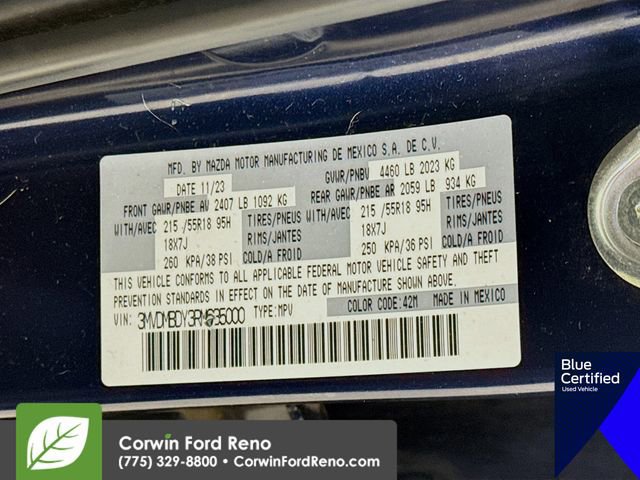 MFD. BY MAZDA MOTOR MANUFACTURING DE MEXICO S.A. DE C.V.
DATE 11/23 GVWR/PNBV 4460 LB 2023 KG
FRONT GAWR/PNBE AV 2407 LB 1092 KG REAR GAWR/PNBE AR 2059 LB 934 KG
WITH/AVEC 215 /55R18 95H TIRES/PNEUS WITH/AVEC 215 /55R18 95H TIRES/PNEUS
18X7J RIMS/JANTES 18X7J RIMS/JANTES
260 KPA/38 PSI COLD/A FROID 250 KPA/36 PSI COLD/A FROID
THIS VEHICLE CONFORMS TO ALL APPLICABLE FEDERAL MOTOR VEHICLE SAFETY AND THEFT
PREVENTION STANDARDS IN EFFECT ON THE DATE OF MANUFACTURE SHOWN ABOVE.
VIN: 3MVDMBDY3RM635000 TYPE:MPV COLOR CODE:42M MADE IN MEXICO
Blue
Certified
Used Vehicle
Corwin Ford Reno
(775) 329-8800 • CorwinFordReno.com